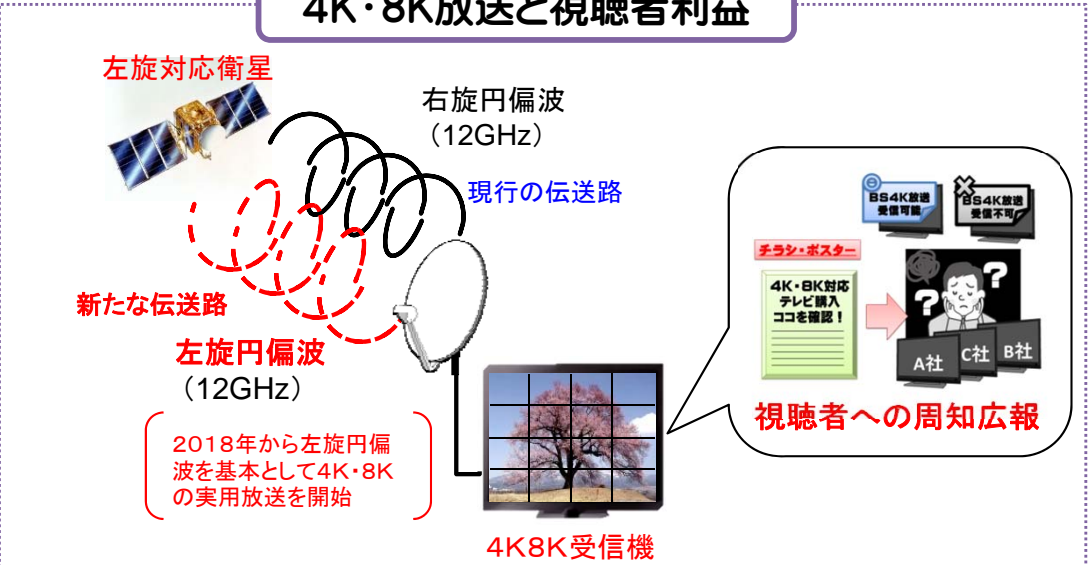 4K・8K放送と視聴者利益
左旋対応衛星
右旋円偏波
（12GHz）
現行の伝送路
新たな伝送路
左旋円偏波
（12GHz）
2018年から左旋円偏
波を基本として4K・8K
の実用放送を開始
4K8K受信機
BS4K放送
受信可能
BS4K放送
受信不可
チラシ・ポスター
4K・8K対応
テレビ購入
ココを確認！
?
?
A社
C社
B社
視聴者への周知広報